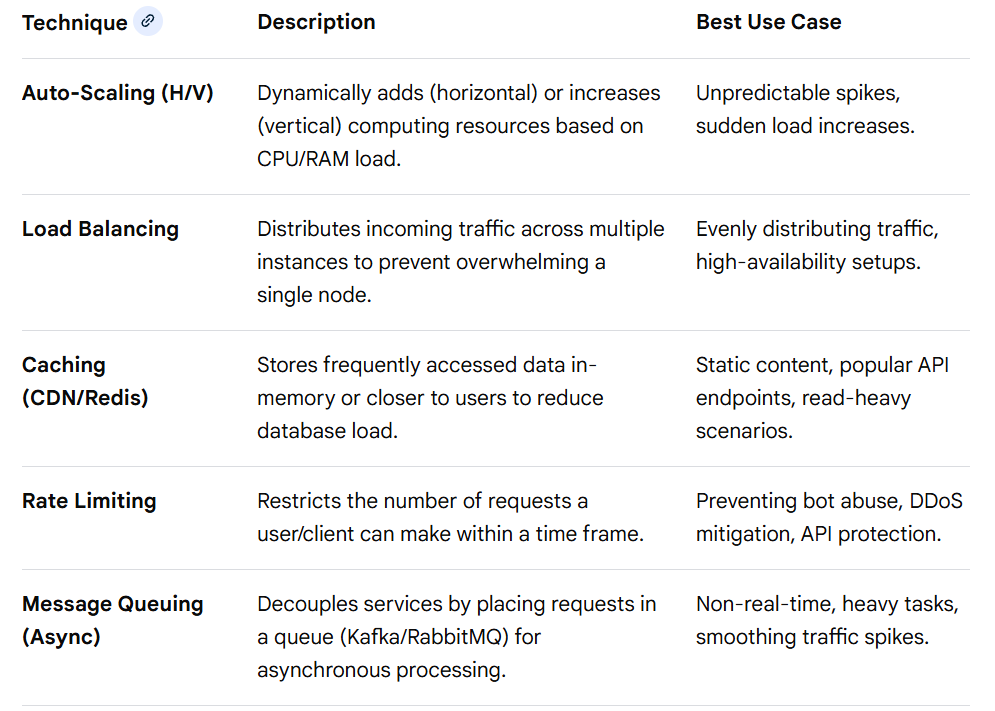 Technique Description Best Use Case
Auto-Scaling (H/V)
Dynamically adds (horizontal) or increases
(vertical) computing resources based on
CPU/RAM load.
Unpredictable spikes,
sudden load increases.
Load Balancing
Distributes incoming traffic across multiple
instances to prevent overwhelming a
single node.
Evenly distributing traffic,
high-availability setups.
Caching
(CDN/Redis)
Stores frequently accessed data in-
memory or closer to users to reduce
database load.
Static content, popular API
endpoints, read-heavy
scenarios.
Rate Limiting
Restricts the number of requests a
user/client can make within a time frame.
Preventing bot abuse, DDoS
mitigation, API protection.
Message Queuing
(Async)
Decouples services by placing requests in
a queue (Kafka/RabbitMQ) for
asynchronous processing.
Non-real-time, heavy tasks,
smoothing traffic spikes.